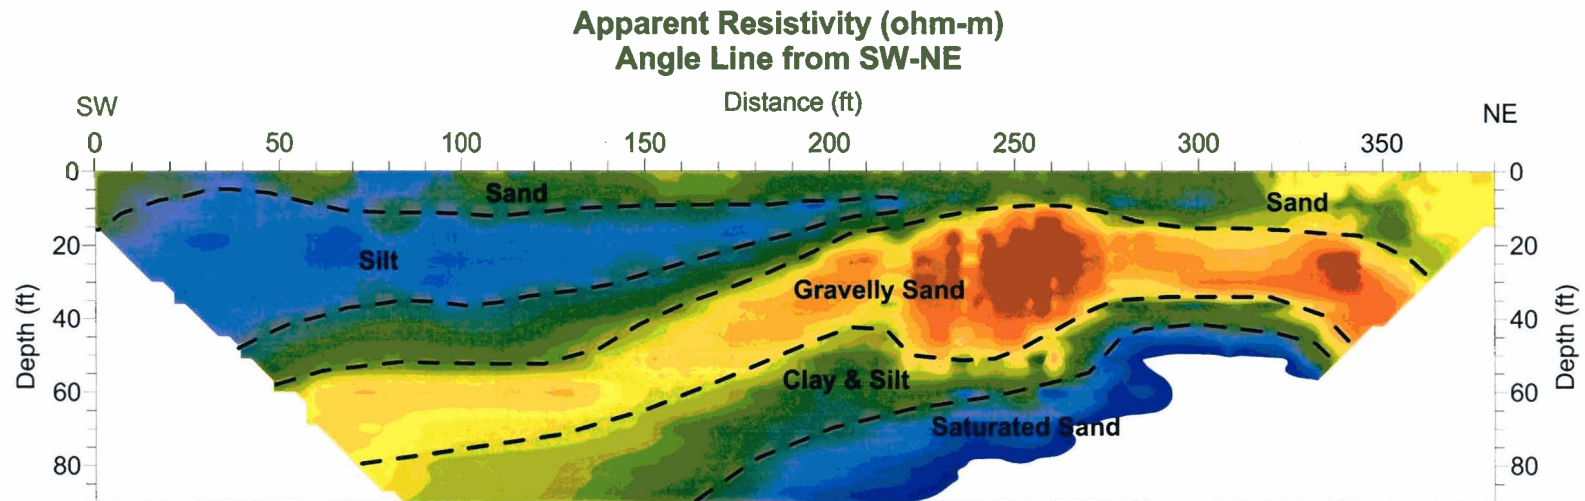 Apparent Resistivity (ohm-m)
Angle Line from SW-NE
Distance (ft)
SW
NE
0 50 100 150 200 250 300 350
0 0
20 20
40 40
60 60
80 80
Depth (ft)
Depth (ft)
Sand
Sand
Silt
Gravelly Sand
Clay & Silt
Saturated Sand